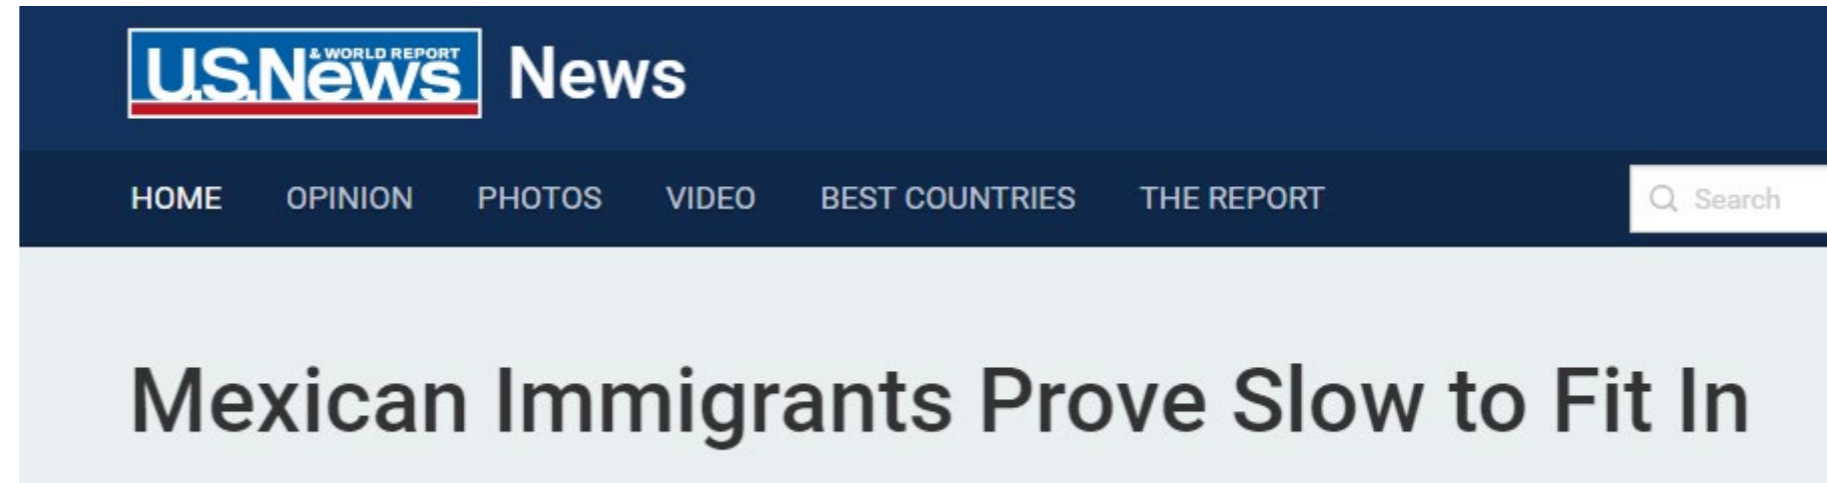 U.S.News & WORLD REPORT News
HOME OPINION PHOTOS VIDEO BEST COUNTRIES THE REPORT Search
Mexican Immigrants Prove Slow to Fit In